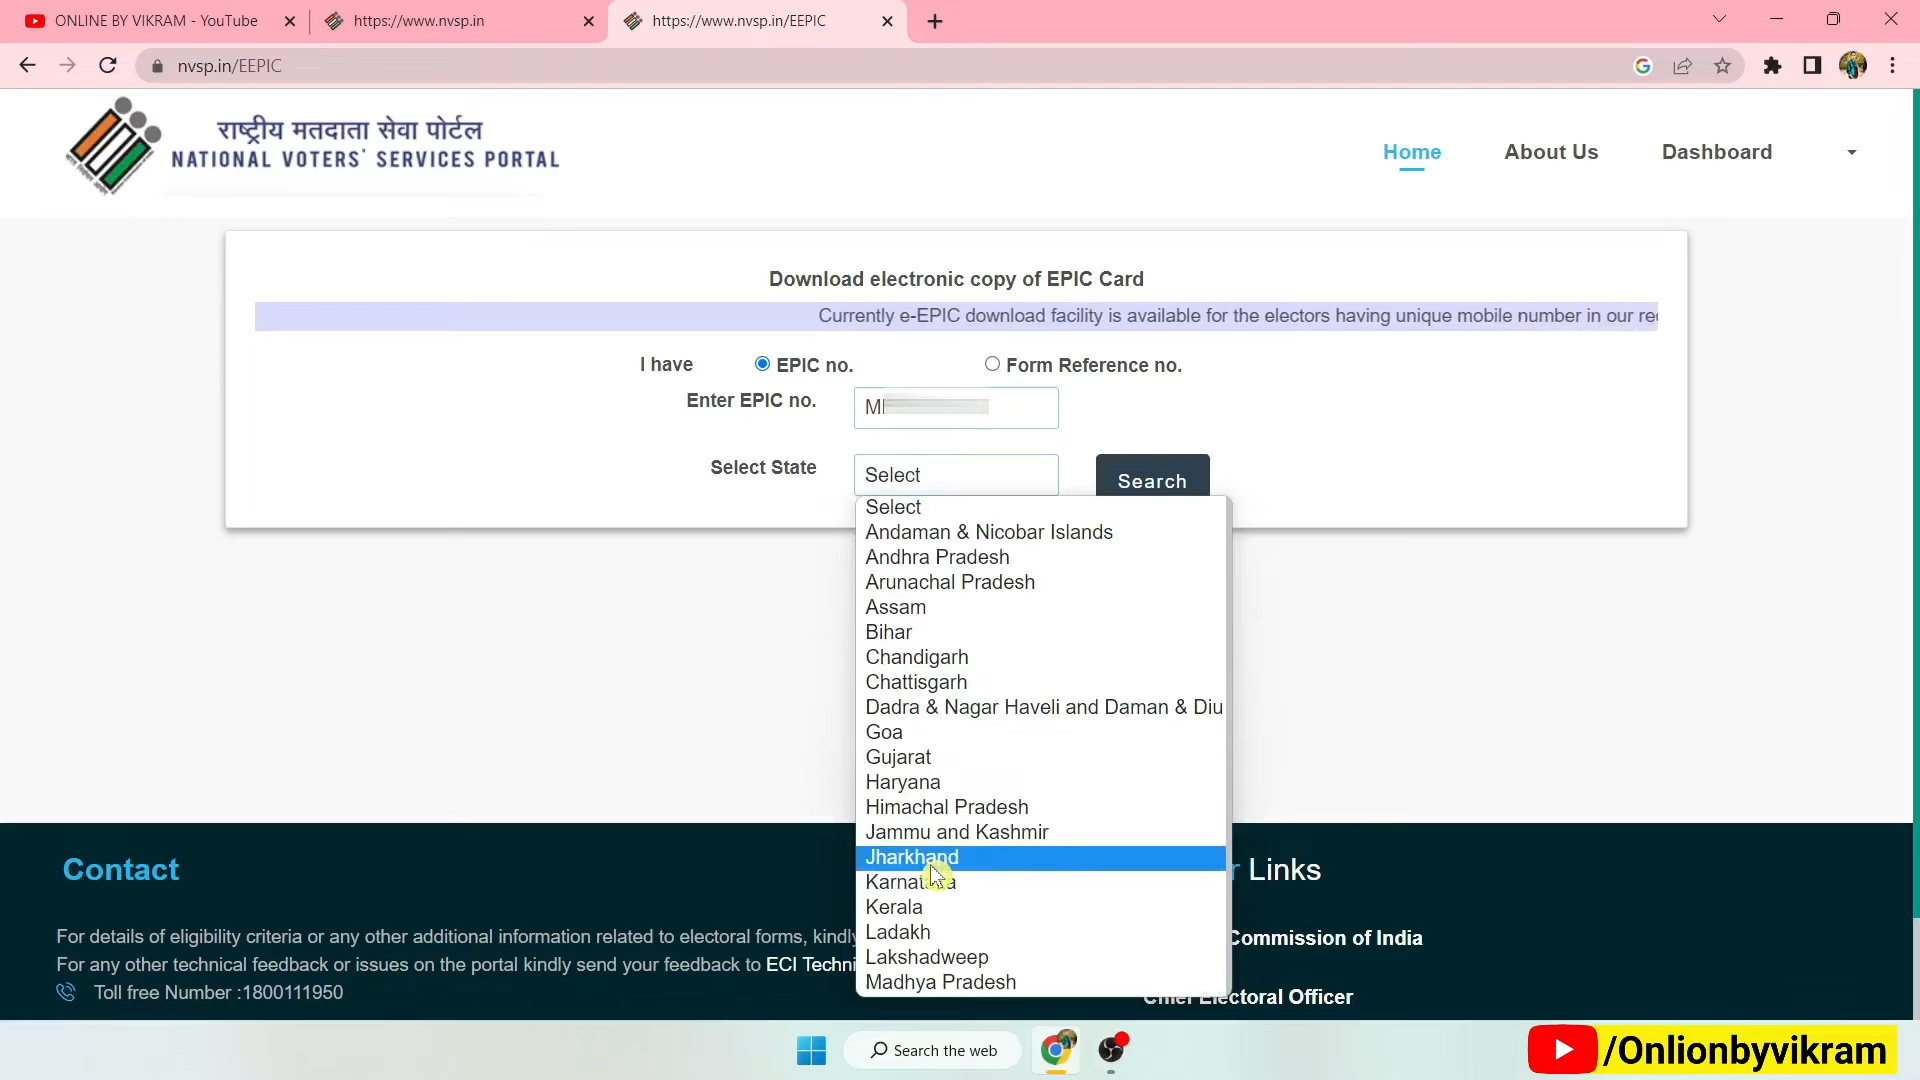 ONLINE BY VIKRAM - YouTube
https://www.nvsp.in
https://www.nvsp.in/EEPIC
nvsp.in/EEPIC
राष्ट्रीय मतदाता सेवा पोर्टल
NATIONAL VOTERS' SERVICES PORTAL
Home
About Us
Dashboard
Download electronic copy of EPIC Card
Currently e-EPIC download facility is available for the electors having unique mobile number in our
I have
EPIC no.
Form Reference no.
Enter EPIC no.
Select State
Select
Search
Select
Andaman & Nicobar Islands
Andhra Pradesh
Arunachal Pradesh
Assam
Bihar
Chandigarh
Chattisgarh
Dadra & Nagar Haveli and Daman & Diu
Goa
Gujarat
Haryana
Himachal Pradesh
Jammu and Kashmir
Jharkhand
Karnataka
Kerala
Ladakh
Lakshadweep
Madhya Pradesh
Contact
For details of eligibility criteria or any other additional information related to electoral forms, kindly
For any other technical feedback or issues on the portal kindly send your feedback to ECI
Toll free Number :1800111950
Links
Commission of India
Chief Electoral Officer
Search the web
/Onlionbyvikram